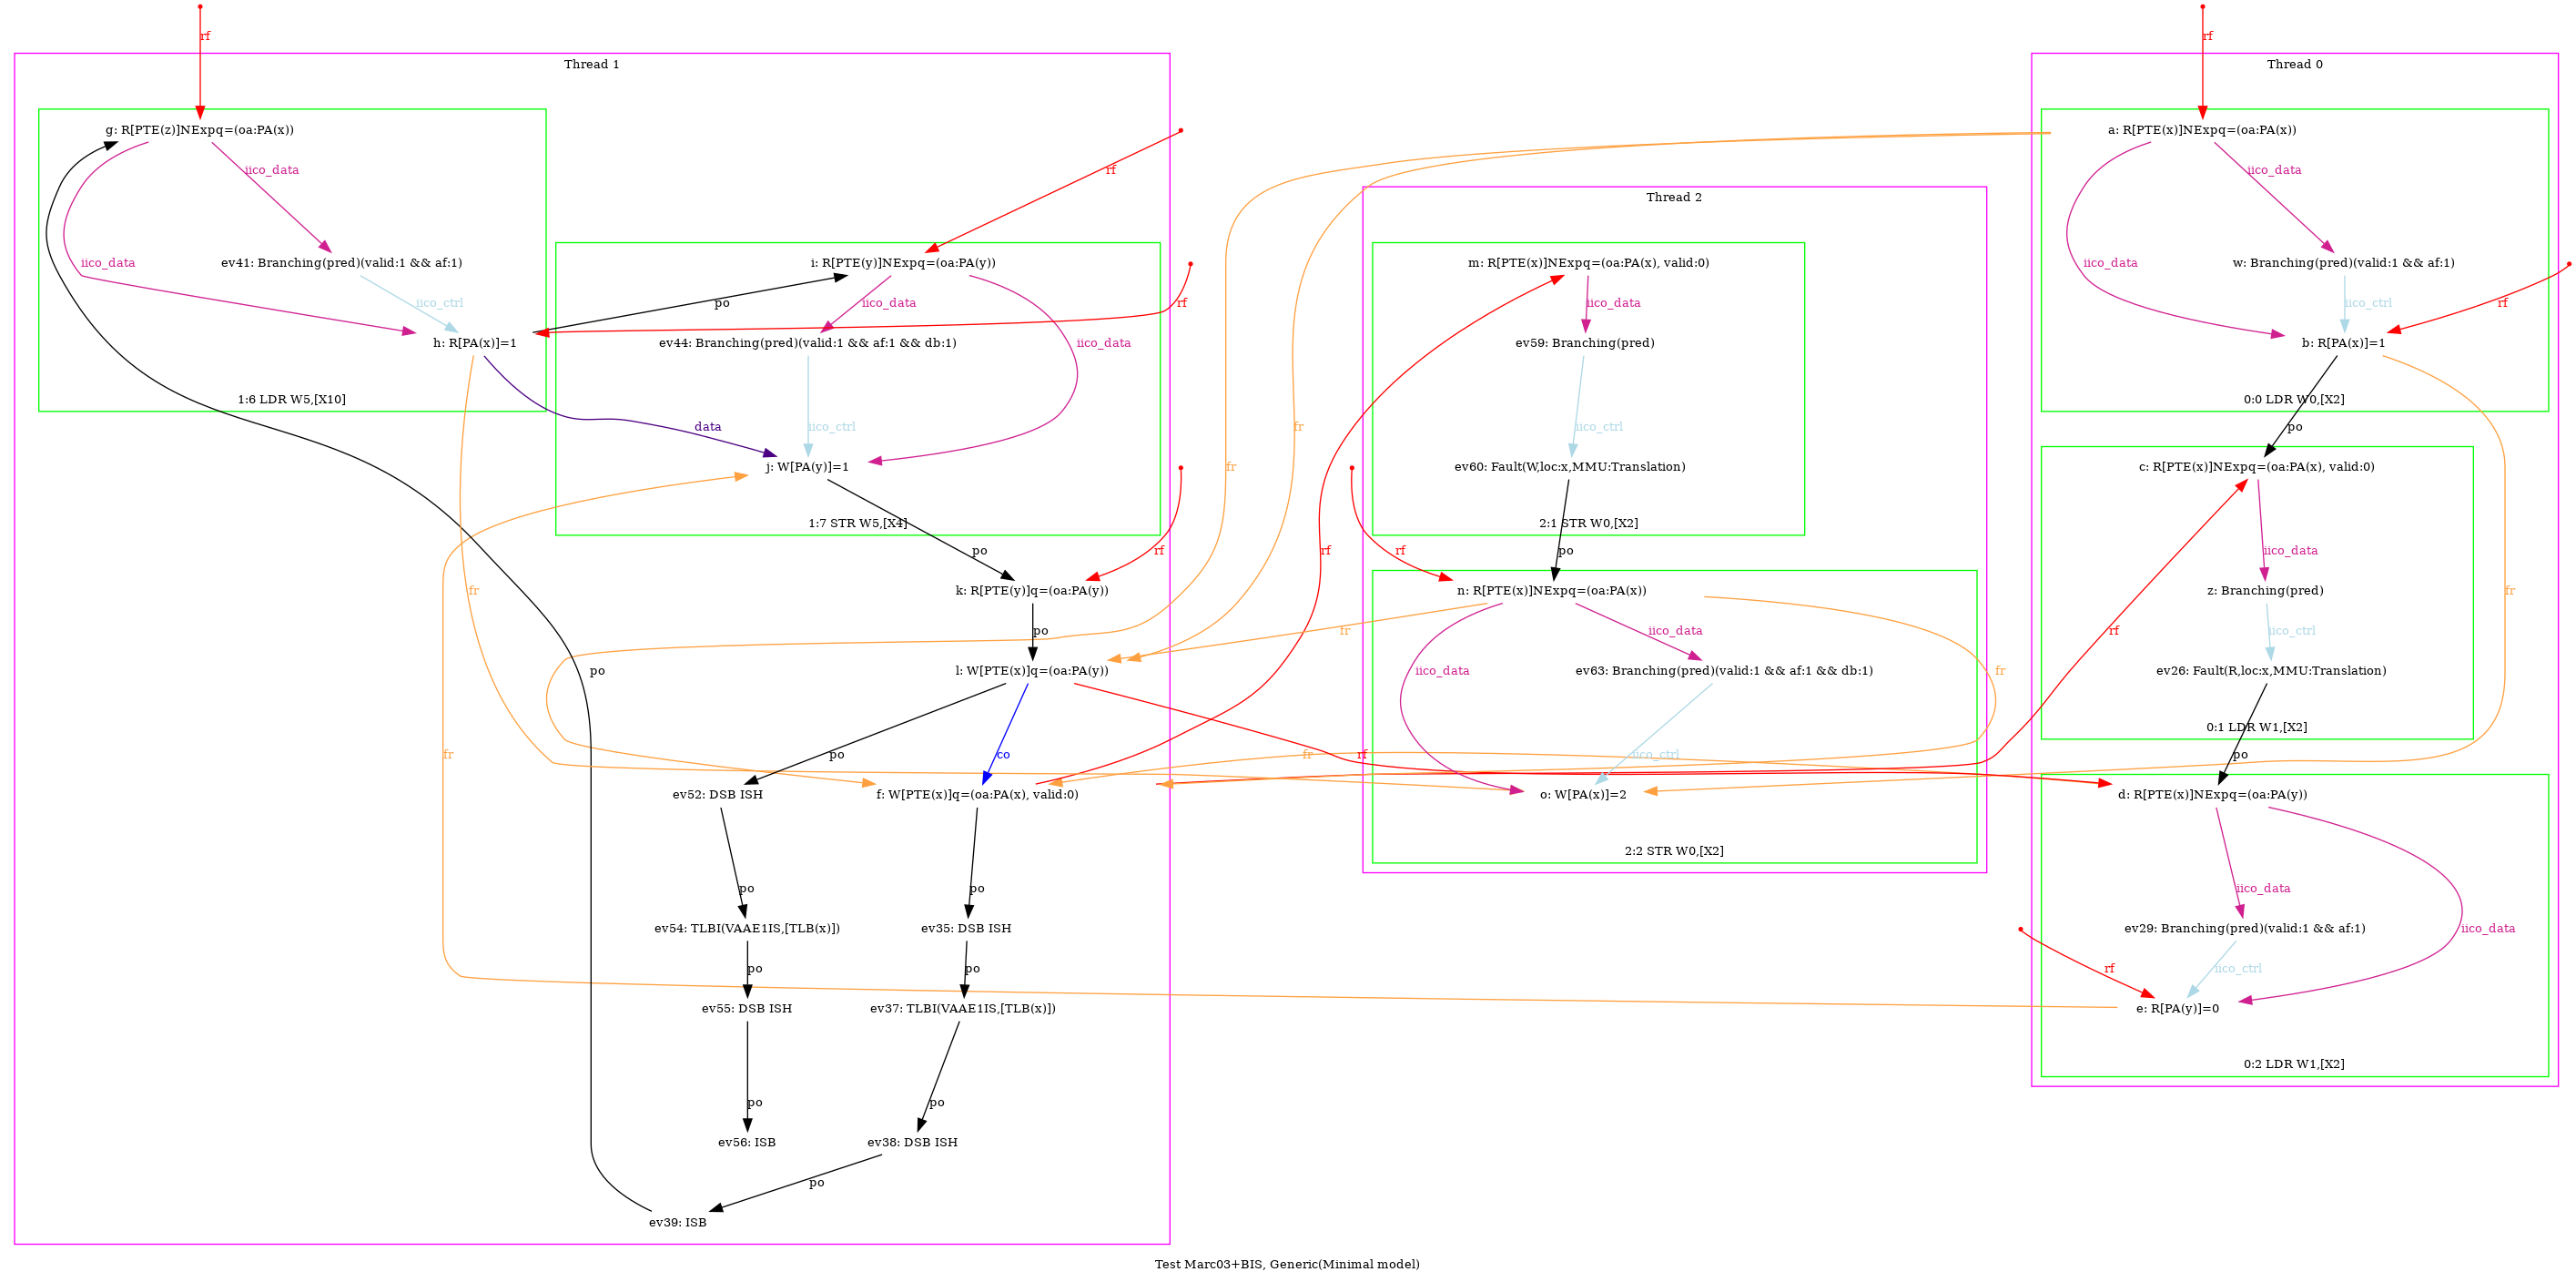 rf
rf
Thread 1
Thread 0
g: R[PTE(z)]NExpq=(oa:PA(x))
a: R[PTE(x)]NExpq=(oa:PA(x))
iico_data
rf
iico_data
Thread 2
iico_data
ev41: Branching(pred)(valid:1 && af:1)
i: R[PTE(y)]NExpq=(oa:PA(y))
m: R[PTE(x)]NExpq=(oa:PA(x), valid:0)
iico_data
w: Branching(pred)(valid:1 && af:1)
iico_ctrl
po
iico_data
rf
iico_data
iico_ctrl
rf
h: R[PA(x)]=1
ev44: Branching(pred)(valid:1 && af:1 && db:1)
iico_data
ev59: Branching(pred)
b: R[PA(x)]=1
1:6 LDR W5,[X10]
0:0 LDR W0,[X2]
data
iico_ctrl
fr
iico_ctrl
po
j: W[PA(y)]=1
fr
ev60: Fault(W,loc:x,MMU:Translation)
c: R[PTE(x)]NExpq=(oa:PA(x), valid:0)
1:7 STR W5,[X4]
2:1 STR W0,[X2]
po
rf
rf
rf
po
iico_data
fr
k: R[PTE(y)]q=(oa:PA(y))
n: R[PTE(x)]NExpq=(oa:PA(x))
z: Branching(pred)
fr
po
fr
iico_data
rf
iico_ctrl
po
l: W[PTE(x)]q=(oa:PA(y))
iico_data
ev63: Branching(pred)(valid:1 && af:1 && db:1)
fr
ev26: Fault(R,loc:x,MMU:Translation)
0:1 LDR W1,[X2]
fr
po
co
fr
rf
iico_ctrl
po
ev52: DSB ISH
f: W[PTE(x)]q=(oa:PA(x), valid:0)
o: W[PA(x)]=2
d: R[PTE(x)]NExpq=(oa:PA(y))
2:2 STR W0,[X2]
po
po
iico_data
ev54: TLBI(VAAE1IS,[TLB(x)])
ev35: DSB ISH
ev29: Branching(pred)(valid:1 && af:1)
iico_data
po
po
rf
iico_ctrl
ev55: DSB ISH
ev37: TLBI(VAAE1IS,[TLB(x)])
e: R[PA(y)]=0
0:2 LDR W1,[X2]
po
po
ev56: ISB
ev38: DSB ISH
po
ev39: ISB
Test Marc03+BIS, Generic(Minimal model)